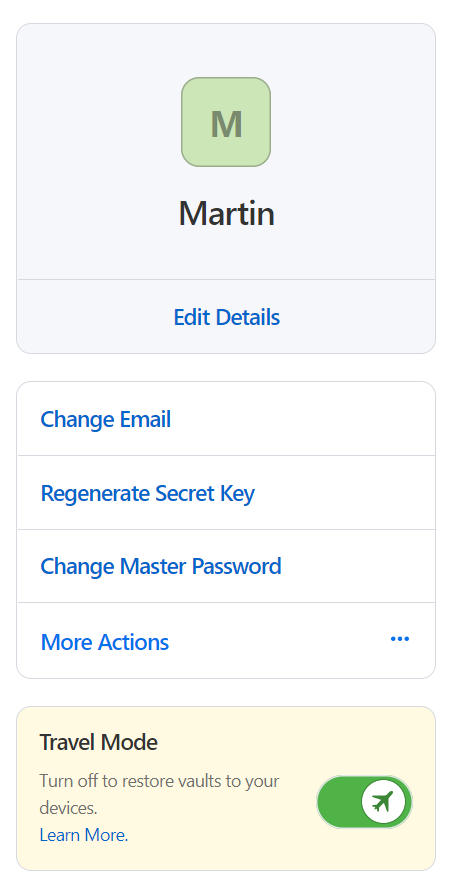 M
Martin
Edit Details
Change Email
Regenerate Secret Key
Change Master Password
More Actions
Travel Mode
Turn off to restore vaults to your
devices.
Learn More.